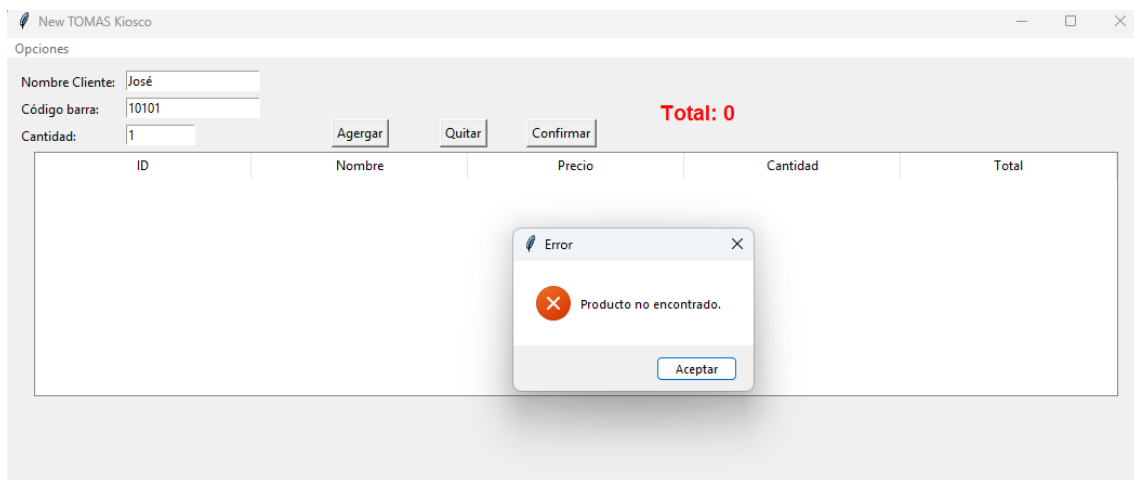 New TOMAS Kiosco
Opciones
Nombre Cliente: José
Código barra: 10101
Total: 0
Cantidad: 1 Agergar Quitar Confirmar
ID Nombre Precio Cantidad Total
Error
Producto no encontrado.
Aceptar